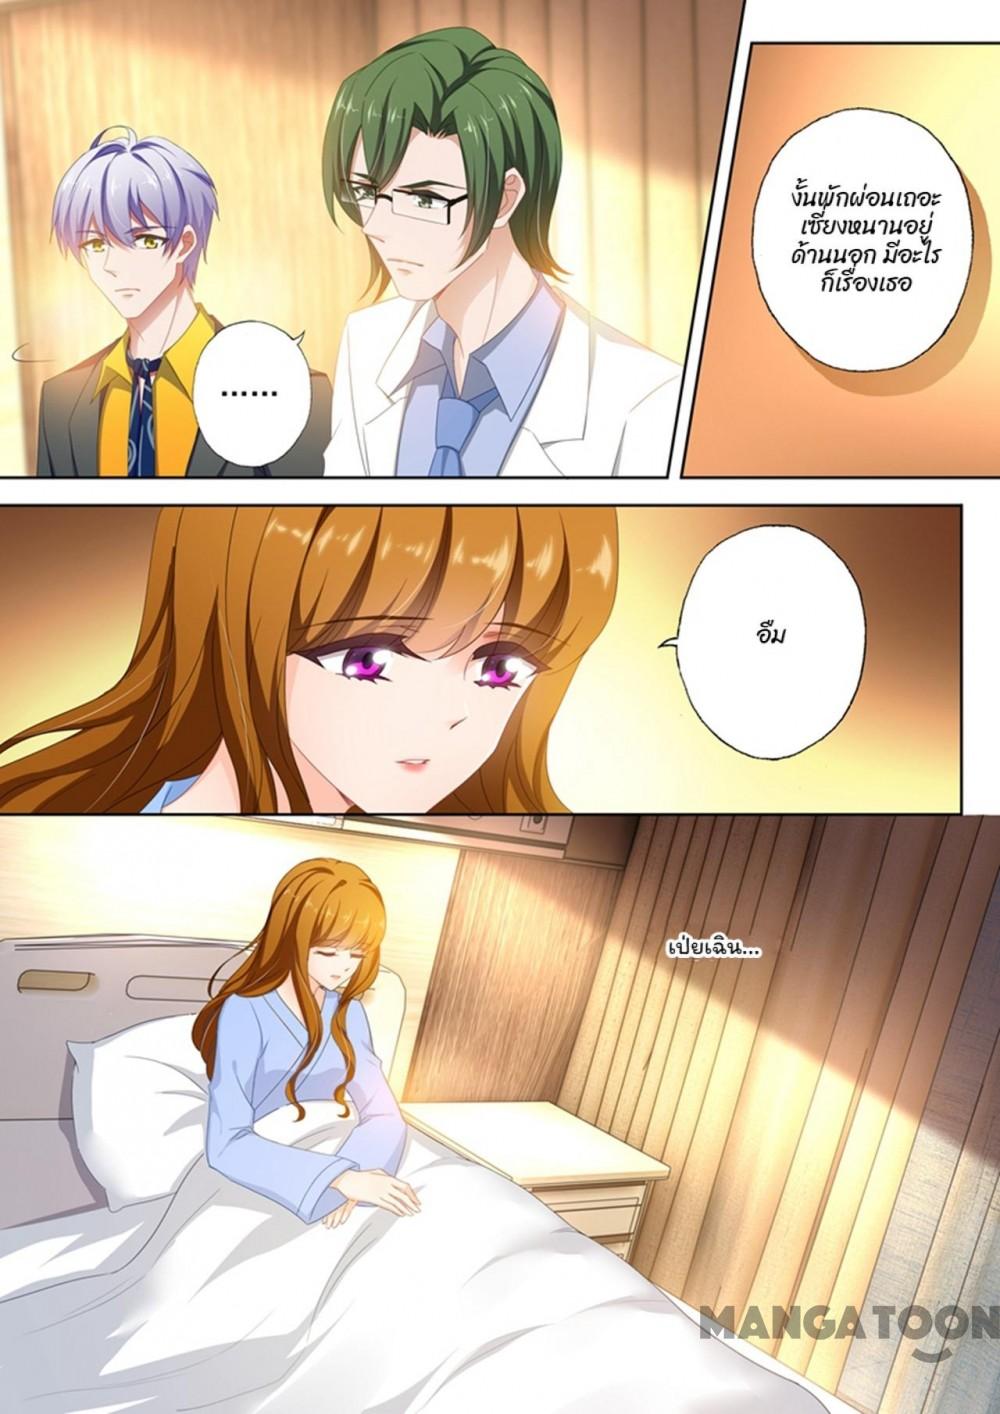 ......
งั้นพักผ่อนเถอะ
เซี่ยงหนานอยู่
ด้านนอก มีอะไร
ก็เรื่องเธอ
อืม
เป่ยเฉิน...
MANGATOON